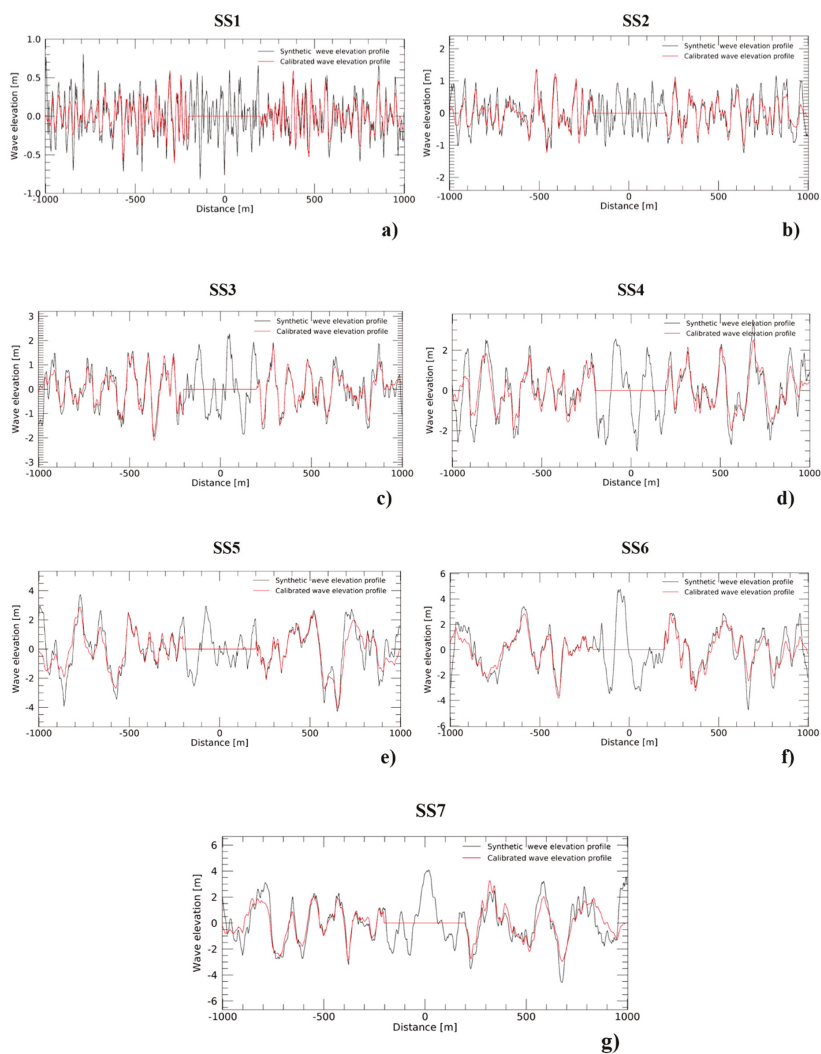 SS1
Synthetic wave elevation profile
Calibrated wave elevation profile
Wave elevation [m]
1.0
0.5
0.0
-0.5
-1.0
-1000 -500 0 500 1000
Distance [m]
a)
SS2
Synthetic wave elevation profile
Calibrated wave elevation profile
Wave elevation [m]
2
1
0
-1
-2
-1000 -500 0 500 1000
Distance [m]
b)
SS3
Synthetic wave elevation profile
Calibrated wave elevation profile
Wave elevation [m]
3
2
1
0
-1
-2
-3
-1000 -500 0 500 1000
Distance [m]
c)
SS4
Synthetic wave elevation profile
Calibrated wave elevation profile
Wave elevation [m]
2
0
-2
-1000 -500 0 500 1000
Distance [m]
d)
SS5
Synthetic wave elevation profile
Calibrated wave elevation profile
Wave elevation [m]
4
2
0
-2
-4
-1000 -500 0 500 1000
Distance [m]
e)
SS6
Synthetic wave elevation profile
Calibrated wave elevation profile
Wave elevation [m]
6
4
2
0
-2
-4
-6
-1000 -500 0 500 1000
Distance [m]
f)
SS7
Synthetic wave elevation profile
Calibrated wave elevation profile
Wave elevation [m]
6
4
2
0
-2
-4
-6
-1000 -500 0 500 1000
Distance [m]
g)